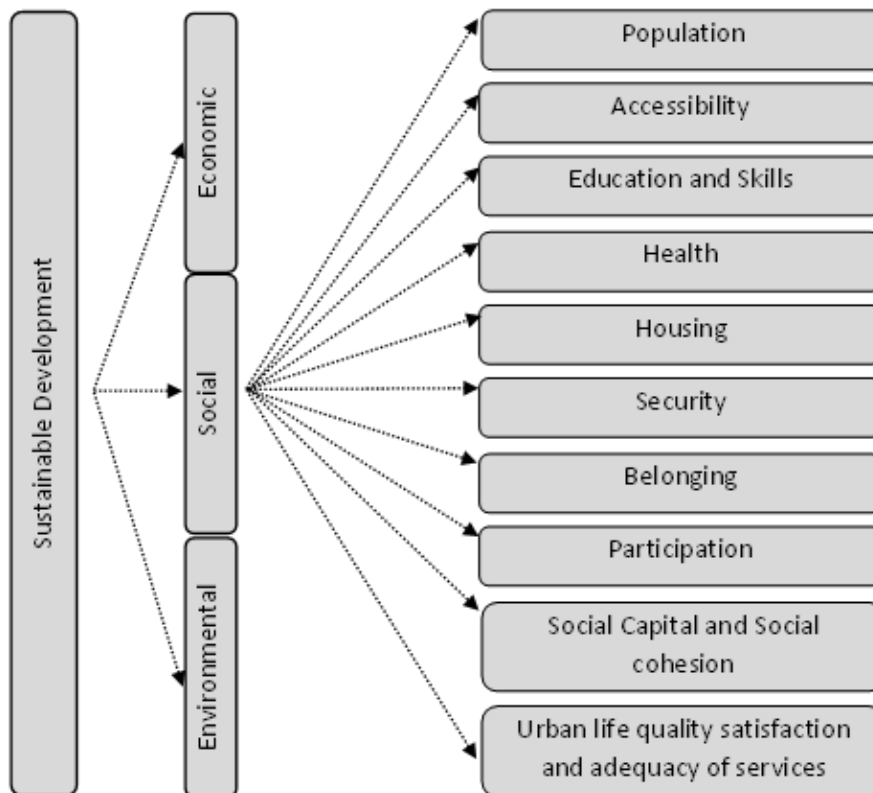 Sustainable Development
Economic
Social
Environmental
Population
Accessibility
Education and Skills
Health
Housing
Security
Belonging
Participation
Social Capital and Social
cohesion
Urban life quality satisfaction
and adequacy of services